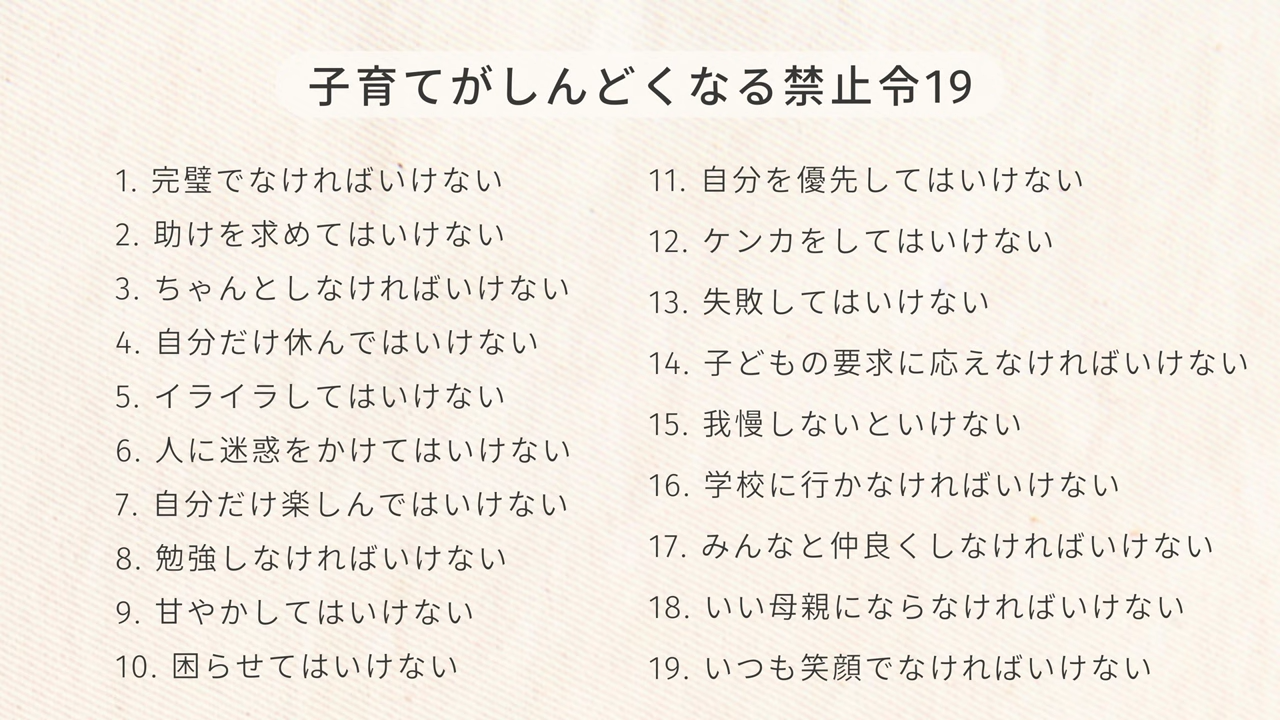 子育てがしんどくなる禁止令19
1. 完璧でなければいけない
2. 助けを求めてはいけない
3. ちゃんとしなければいけない
4. 自分だけ休んではいけない
5. イライラしてはいけない
6. 人に迷惑をかけてはいけない
7. 自分だけ楽しんではいけない
8. 勉強しなければいけない
9. 甘やかしてはいけない
10. 困らせてはいけない
11. 自分を優先してはいけない
12. ケンカをしてはいけない
13. 失敗してはいけない
14. 子どもの要求に応えなければいけない
15. 我慢しないといけない
16. 学校に行かなければいけない
17. みんなと仲良くしなければいけない
18. いい母親にならなければいけない
19. いつも笑顔でなければいけない